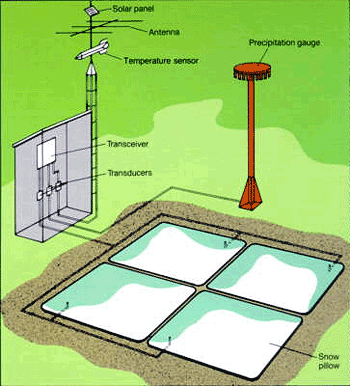 Solar panel
Antenna
Temperature sensor
Precipitation gauge
Transceiver
Transducers
Snow
pillow